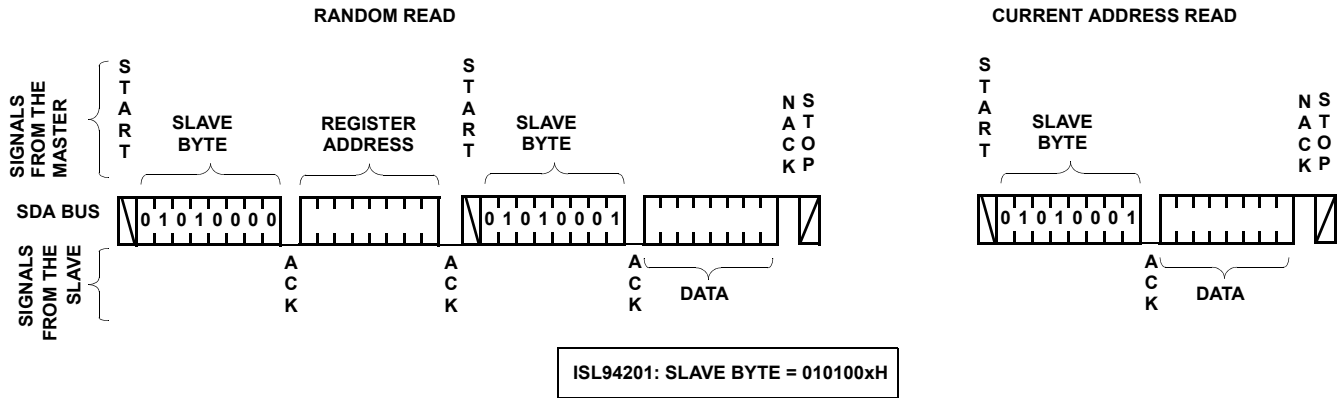 RANDOM READ
CURRENT ADDRESS READ
SIGNALS FROM THE MASTER
START
SLAVE BYTE
REGISTER ADDRESS
START
SLAVE BYTE
NACK
STOP
START
SLAVE BYTE
NACK
STOP
SDA BUS
0 1 0 1 0 0 0 0
0 1 0 1 0 0 0 1
0 1 0 1 0 0 0 1
SIGNALS FROM THE SLAVE
ACK
ACK
ACK
DATA
ACK
DATA
ISL94201: SLAVE BYTE = 010100xH